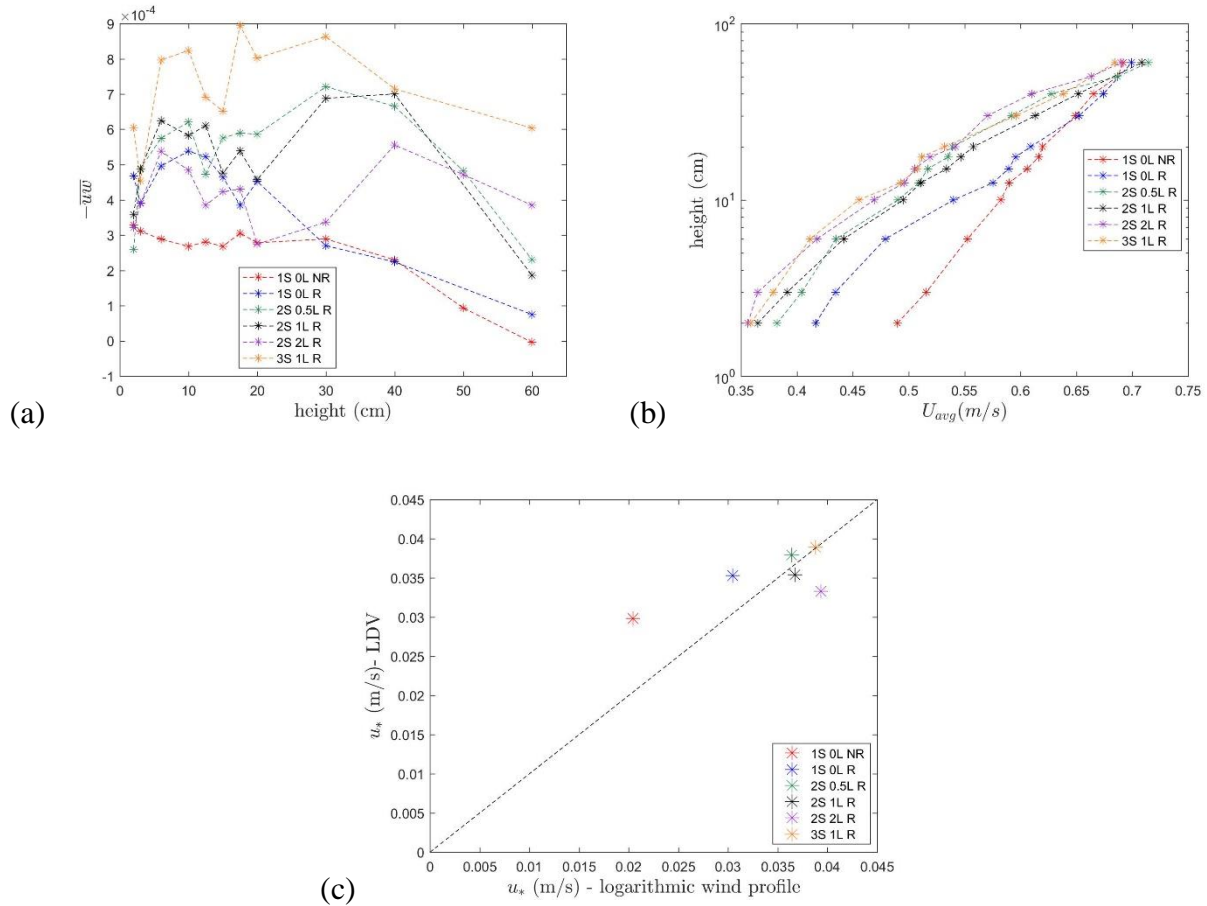 ×10⁻⁴
9
8
7
6
5
4
3
2
1
0
-1
−u̅w̅
0 10 20 30 40 50 60
height (cm)
1S 0L NR
1S 0L R
2S 0.5L R
2S 1L R
2S 2L R
3S 1L R
(a)
10²
10¹
10⁰
height (cm)
0.35 0.4 0.45 0.5 0.55 0.6 0.65 0.7 0.75
U_avg(m/s)
1S 0L NR
1S 0L R
2S 0.5L R
2S 1L R
2S 2L R
3S 1L R
(b)
0.045
0.04
0.035
0.03
0.025
0.02
0.015
0.01
0.005
0
u* (m/s)- LDV
0 0.005 0.01 0.015 0.02 0.025 0.03 0.035 0.04 0.045
u* (m/s) - logarithmic wind profile
1S 0L NR
1S 0L R
2S 0.5L R
2S 1L R
2S 2L R
3S 1L R
(c)